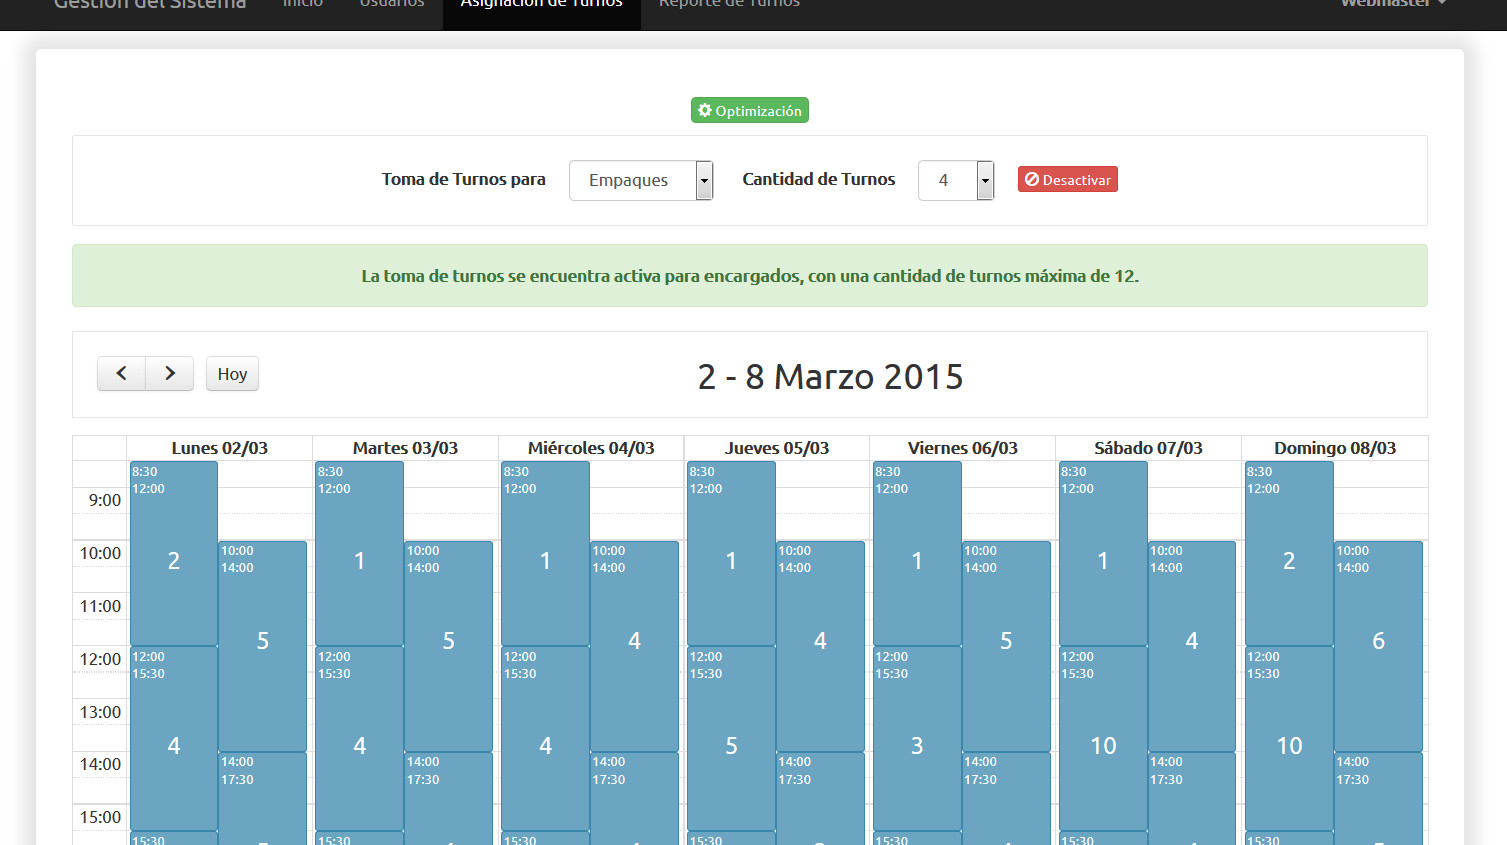 Gestión del Sistema Inicio Usuarios Asignación de Turnos Reporte de Turnos Webmaster
Optimización
Toma de Turnos para Empaques Cantidad de Turnos 4 Desactivar
La toma de turnos se encuentra activa para encargados, con una cantidad de turnos máxima de 12.
Hoy 2 - 8 Marzo 2015
Lunes 02/03 Martes 03/03 Miércoles 04/03 Jueves 05/03 Viernes 06/03 Sábado 07/03 Domingo 08/03
8:30 8:30 8:30 8:30 8:30 8:30 8:30
12:00 12:00 12:00 12:00 12:00 12:00 12:00
9:00
10:00 10:00 10:00 10:00 10:00 10:00 10:00 10:00
2 1 1 1 1 1 2
14:00 14:00 14:00 14:00 14:00 14:00 14:00
11:00
5 5 4 4 5 4 6
12:00 12:00 12:00 12:00 12:00 12:00 12:00 12:00
15:30 15:30 15:30 15:30 15:30 15:30 15:30
13:00
4 4 4 5 3 10 10
14:00 14:00 14:00 14:00 14:00 14:00 14:00 14:00
17:30 17:30 17:30 17:30 17:30 17:30 17:30
15:00
15:30 15:30 15:30 15:30 15:30 15:30 15:30